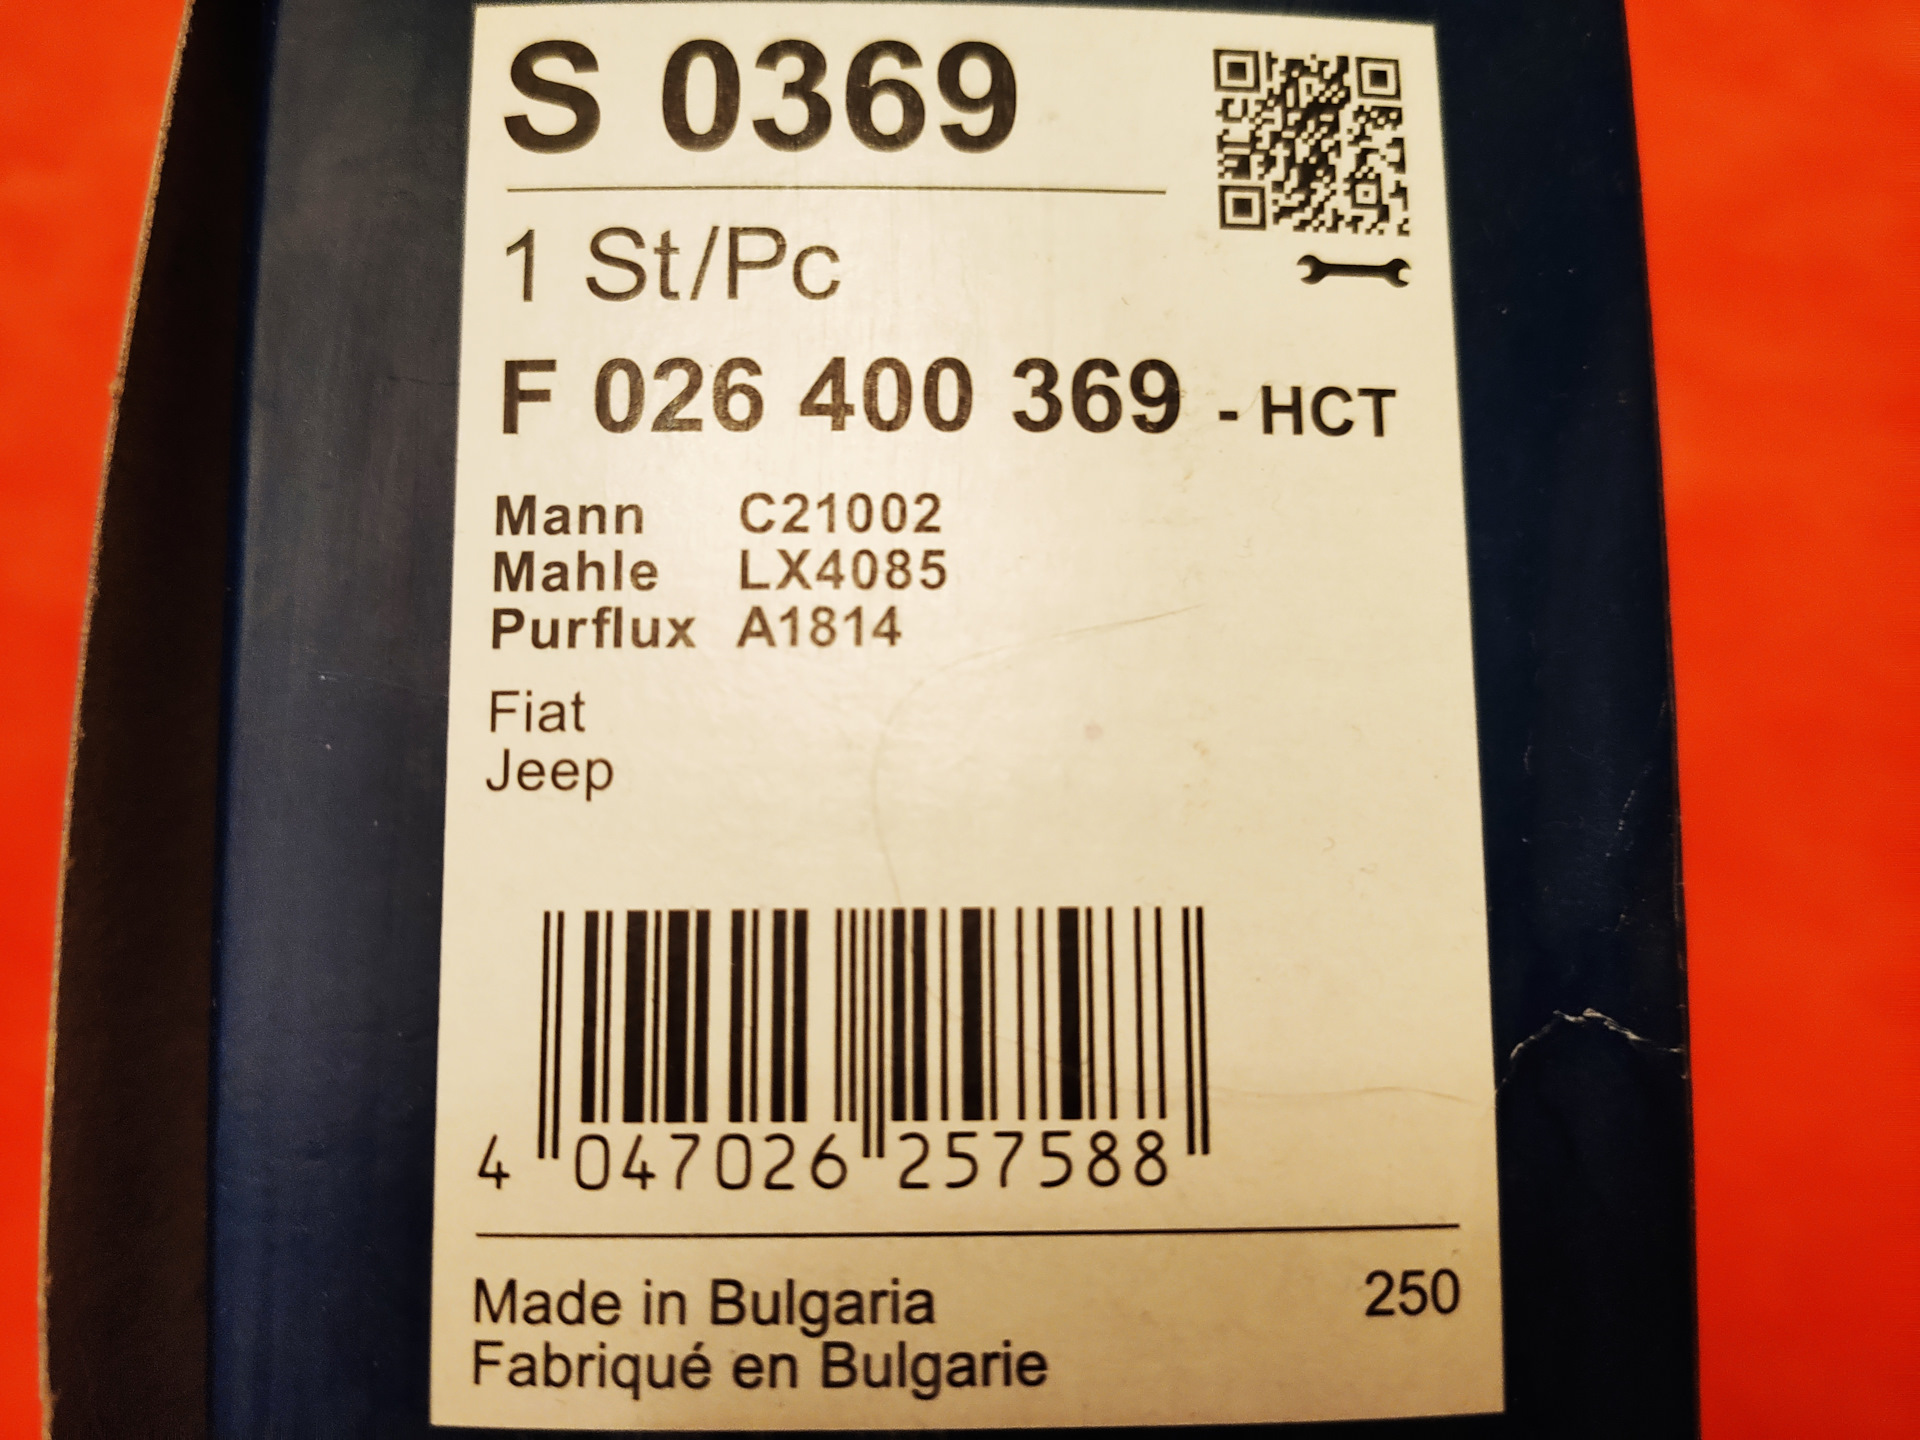 S 0369
1 St/Pc
F 026 400 369 - HCT
Mann C21002
Mahle LX4085
Purflux A1814
Fiat
Jeep
4 047026 257588
Made in Bulgaria 250
Fabriqué en Bulgarie